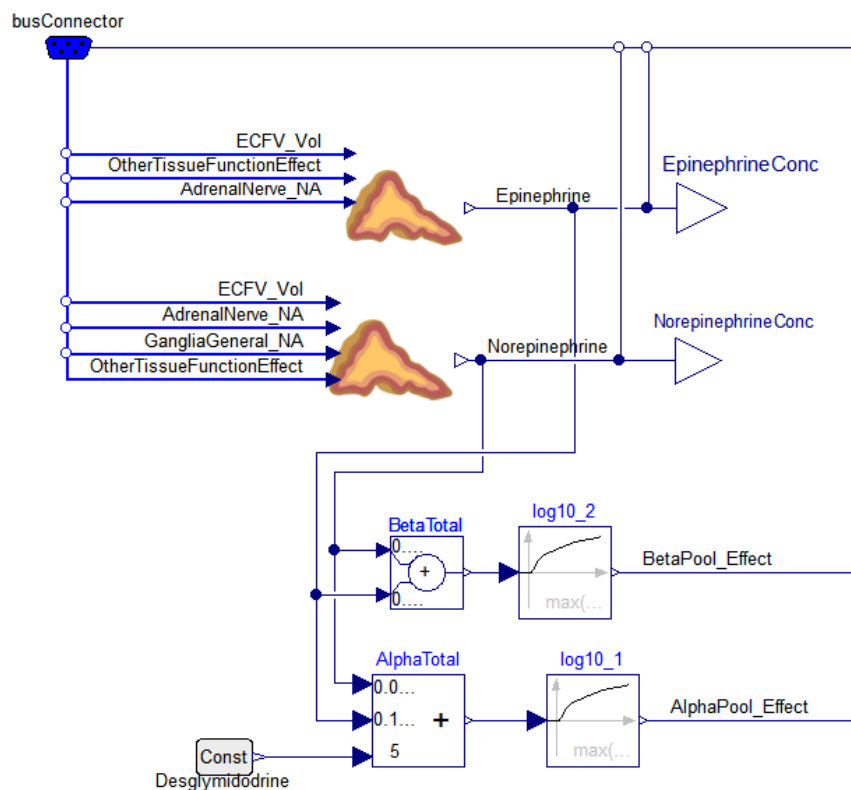 busConnector
ECFV_Vol
OtherTissueFunctionEffect
AdrenalNerve_NA
Epinephrine
EpinephrineConc
ECFV_Vol
AdrenalNerve_NA
GangliaGeneral_NA
OtherTissueFunctionEffect
Norepinephrine
NorepinephrineConc
BetaTotal
0....
+
0....
log10_2
max(...
BetaPool_Effect
AlphaTotal
0.0...
0.1...
+
5
log10_1
max(...
AlphaPool_Effect
Const
Desglymidodrine